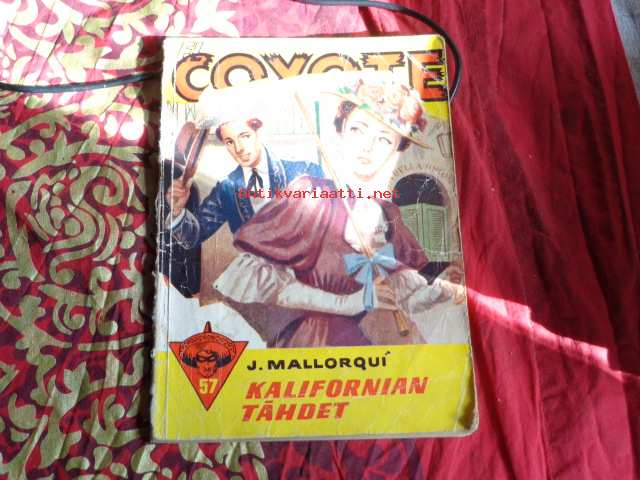 COYOTE
antikvariaatti.net
57
J. MALLORQUÍ
KALIFORNIAN
TÄHDET